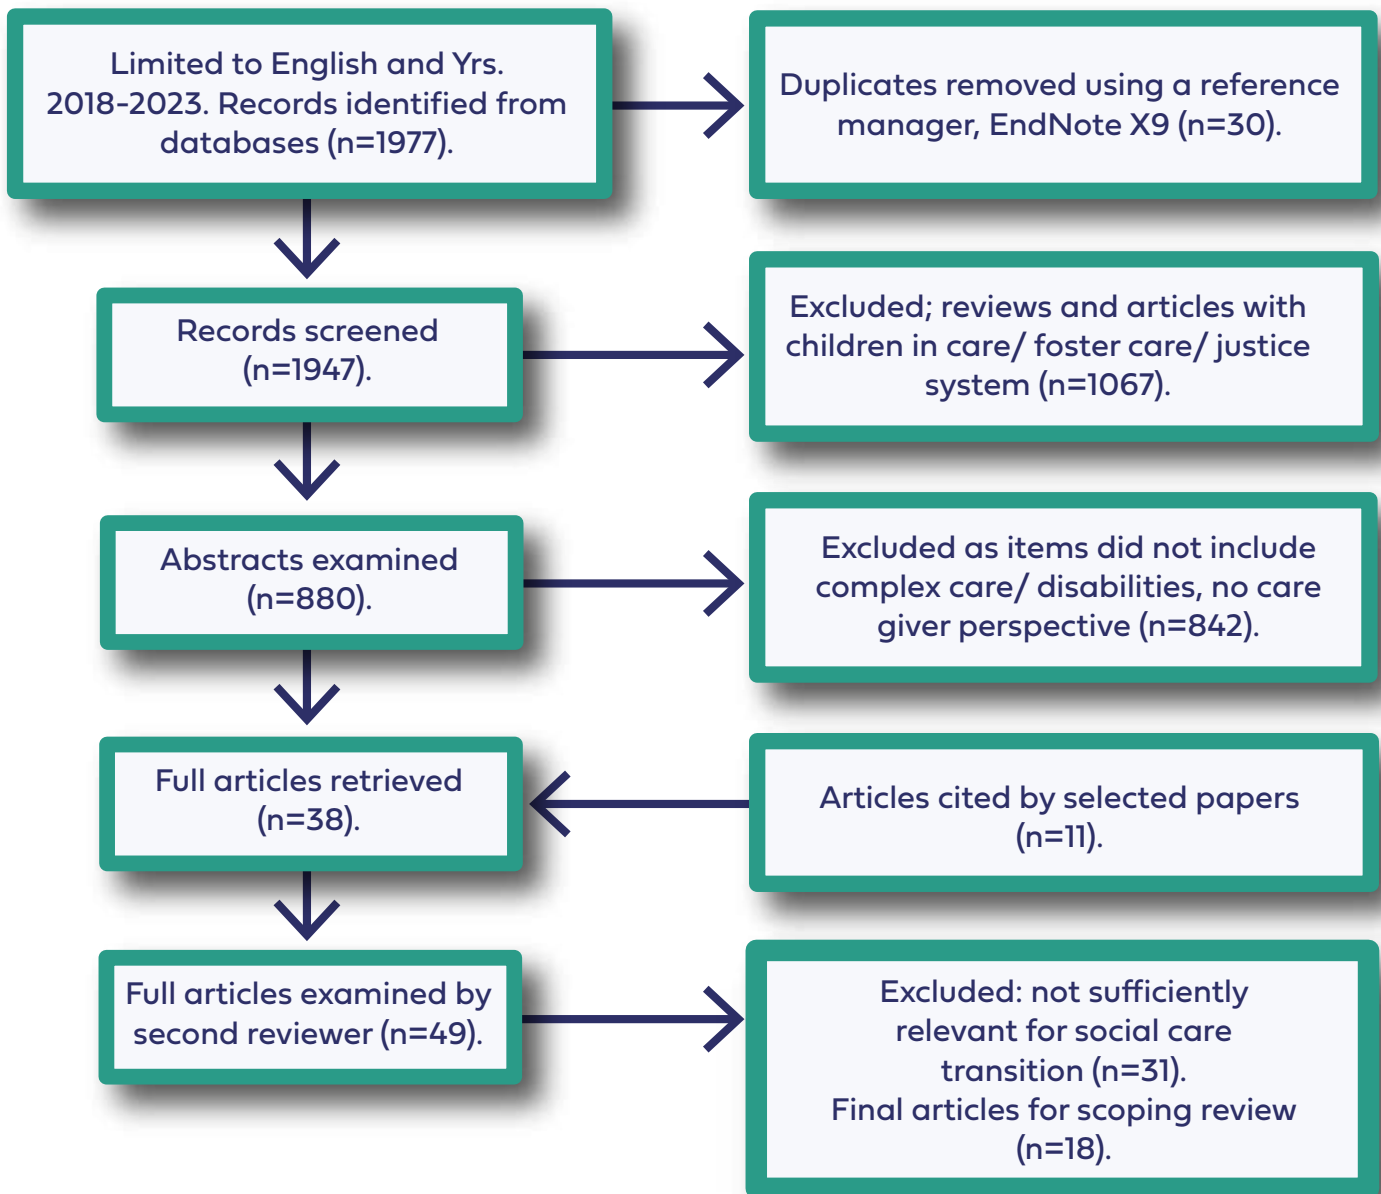 Limited to English and Yrs.
2018-2023. Records identified from
databases (n=1977).
Duplicates removed using a reference
manager, EndNote X9 (n=30).
Records screened
(n=1947).
Excluded; reviews and articles with
children in care/ foster care/ justice
system (n=1067).
Abstracts examined
(n=880).
Excluded as items did not include
complex care/ disabilities, no care
giver perspective (n=842).
Full articles retrieved
(n=38).
Articles cited by selected papers
(n=11).
Full articles examined by
second reviewer (n=49).
Excluded: not sufficiently
relevant for social care
transition (n=31).
Final articles for scoping review
(n=18).